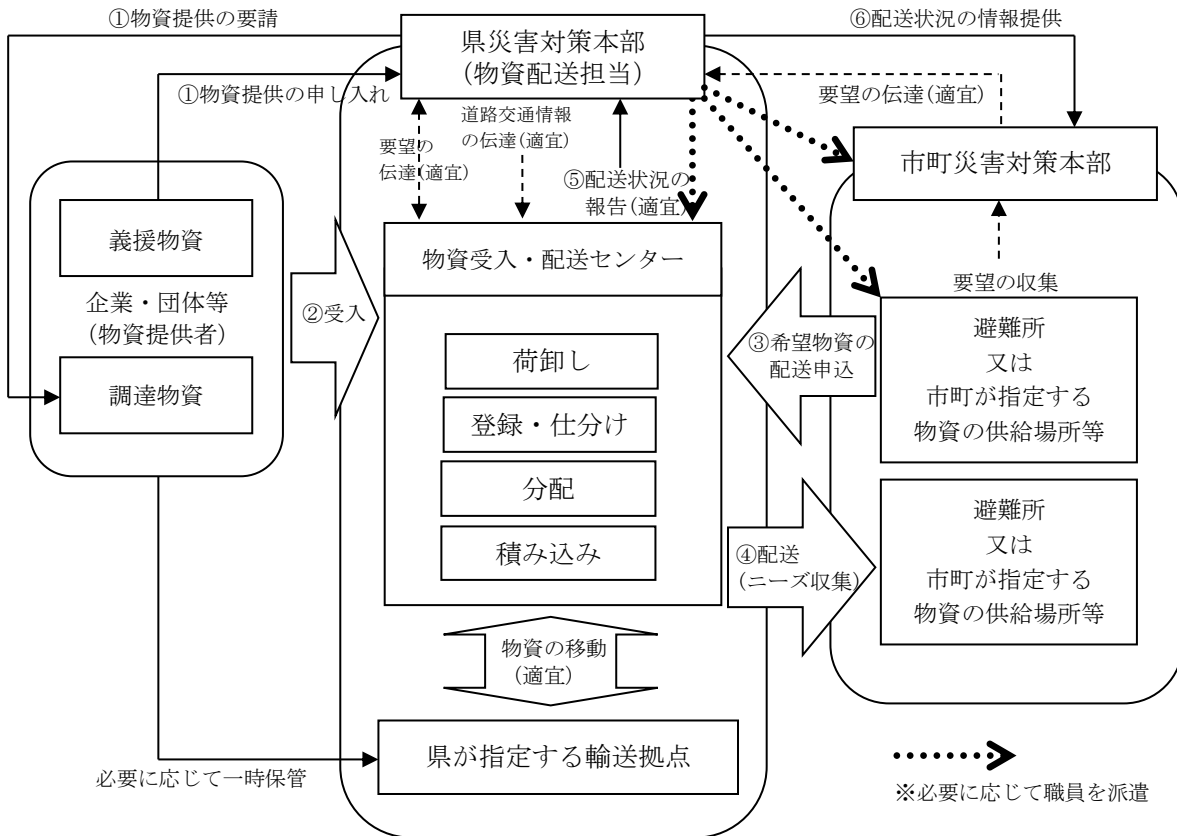 ①物資提供の要請
県災害対策本部
(物資配送担当)
⑥配送状況の情報提供
①物資提供の申し入れ
要望の伝達(適宜)
道路交通情報
の伝達(適宜)
要望の
伝達(適宜)
⑤配送状況の
報告(適宜)
市町災害対策本部
要望の収集
義援物資
企業・団体等
(物資提供者)
調達物資
②受入
物資受入・配送センター
荷卸し
登録・仕分け
分配
積み込み
③希望物資の
配送申込
避難所
又は
市町が指定する
物資の供給場所等
④配送
(ニーズ収集)
避難所
又は
市町が指定する
物資の供給場所等
物資の移動
(適宜)
県が指定する輸送拠点
必要に応じて一時保管
※必要に応じて職員を派遣